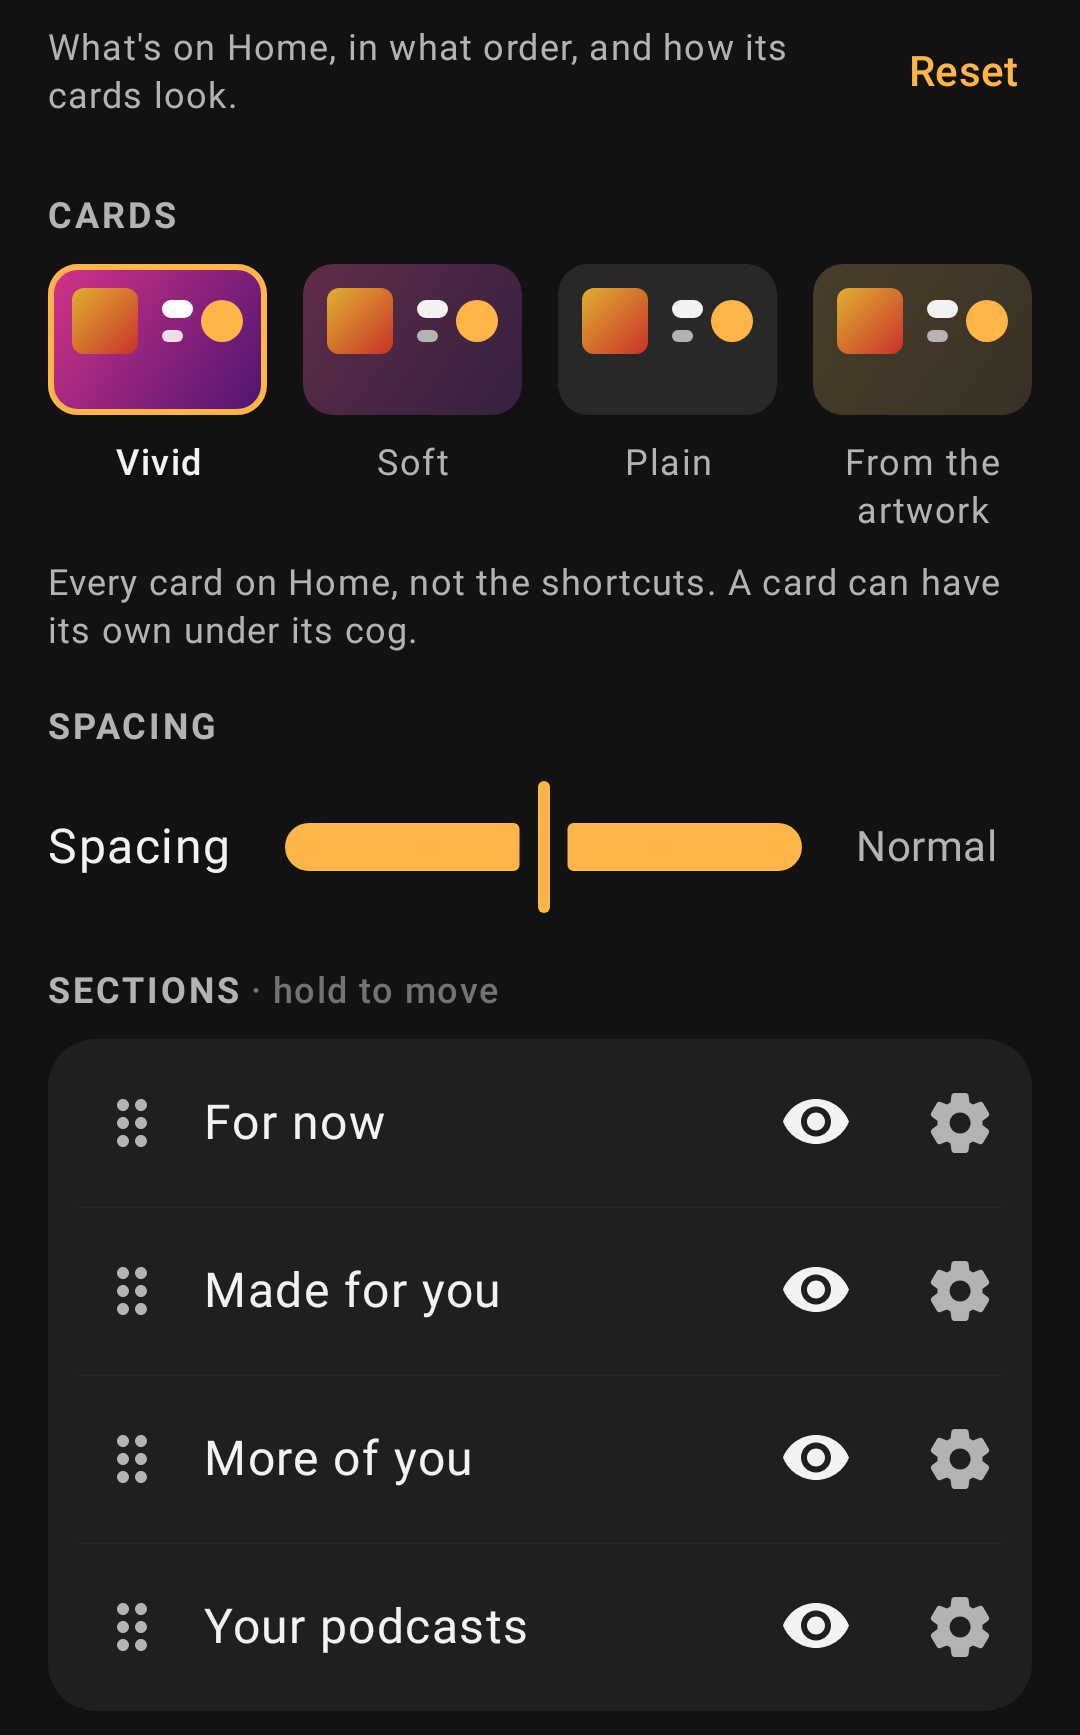 What's on Home, in what order, and how its
cards look.
Reset
CARDS
Vivid
Soft
Plain
From the
artwork
Every card on Home, not the shortcuts. A card can have
its own under its cog.
SPACING
Spacing
Normal
SECTIONS · hold to move
For now
Made for you
More of you
Your podcasts